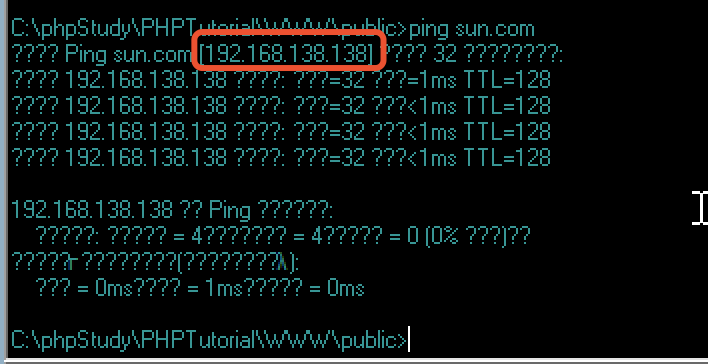 C:\phpStudy\PHPTutorial\WWW\public>ping sun.com
???? Ping sun.com [192.168.138.138] ???? 32 ????????:
???? 192.168.138.138 ????: ???=32 ???=1ms TTL=128
???? 192.168.138.138 ????: ???=32 ???<1ms TTL=128
???? 192.168.138.138 ????: ???=32 ???<1ms TTL=128
???? 192.168.138.138 ????: ???=32 ???<1ms TTL=128
192.168.138.138 ?? Ping ??????:
?????: ????? = 4??????? = 4????? = 0 (0% ???)??
?????г????????(????????λ):
??? = 0ms???? = 1ms????? = 0ms
C:\phpStudy\PHPTutorial\WWW\public>